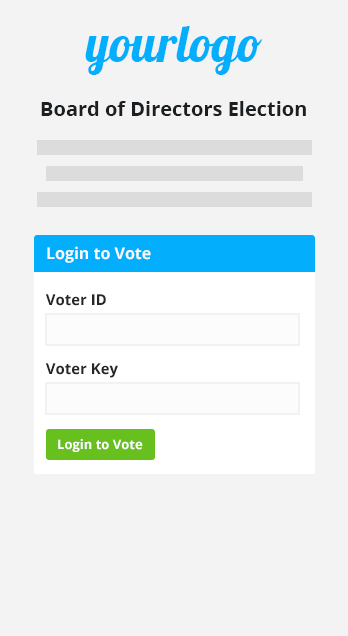 yourlogo
Board of Directors Election
Login to Vote
Voter ID
Voter Key
Login to Vote